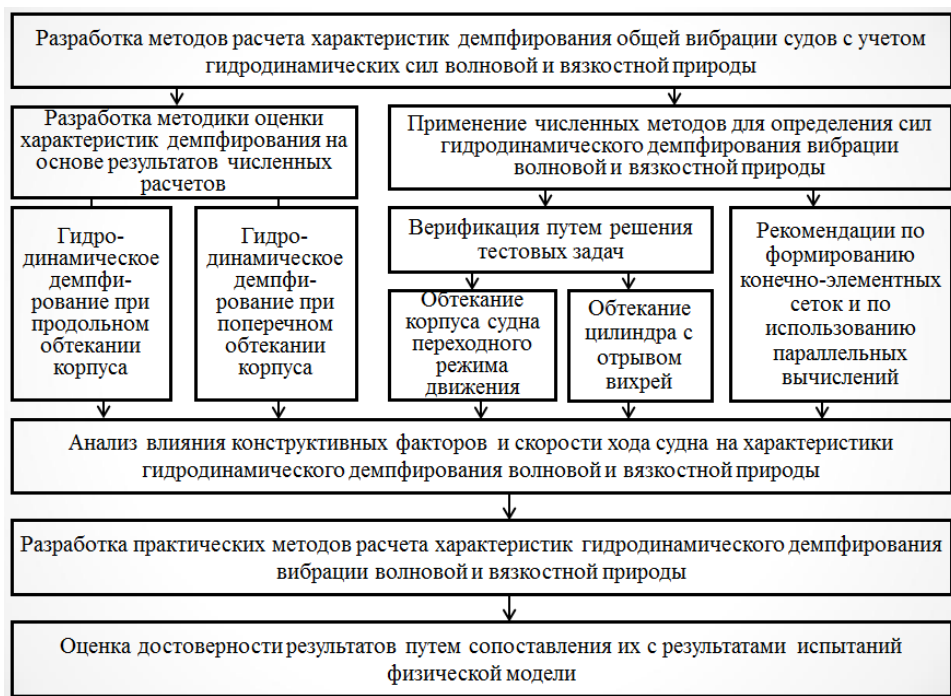 Разработка методов расчета характеристик демпфирования общей вибрации судов с учетом
гидродинамических сил волновой и вязкостной природы
Разработка методики оценки
характеристик демпфирования на
основе результатов численных
расчетов
Применение численных методов для определения сил
гидродинамического демпфирования вибрации
волновой и вязкостной природы
Гидро-
динамическое
демпфи-
рование при
продольном
обтекании
корпуса
Гидро-
динамическое
демпфи-
рование при
поперечном
обтекании
корпуса
Верификация путем решения
тестовых задач
Обтекание
корпуса судна
переходного
режима
движения
Обтекание
цилиндра с
отрывом
вихрей
Рекомендации по
формированию
конечно-элементных
сеток и по
использованию
параллельных
вычислений
Анализ влияния конструктивных факторов и скорости хода судна на характеристики
гидродинамического демпфирования волновой и вязкостной природы
Разработка практических методов расчета характеристик гидродинамического демпфирования
вибрации волновой и вязкостной природы
Оценка достоверности результатов путем сопоставления их с результатами испытаний
физической модели